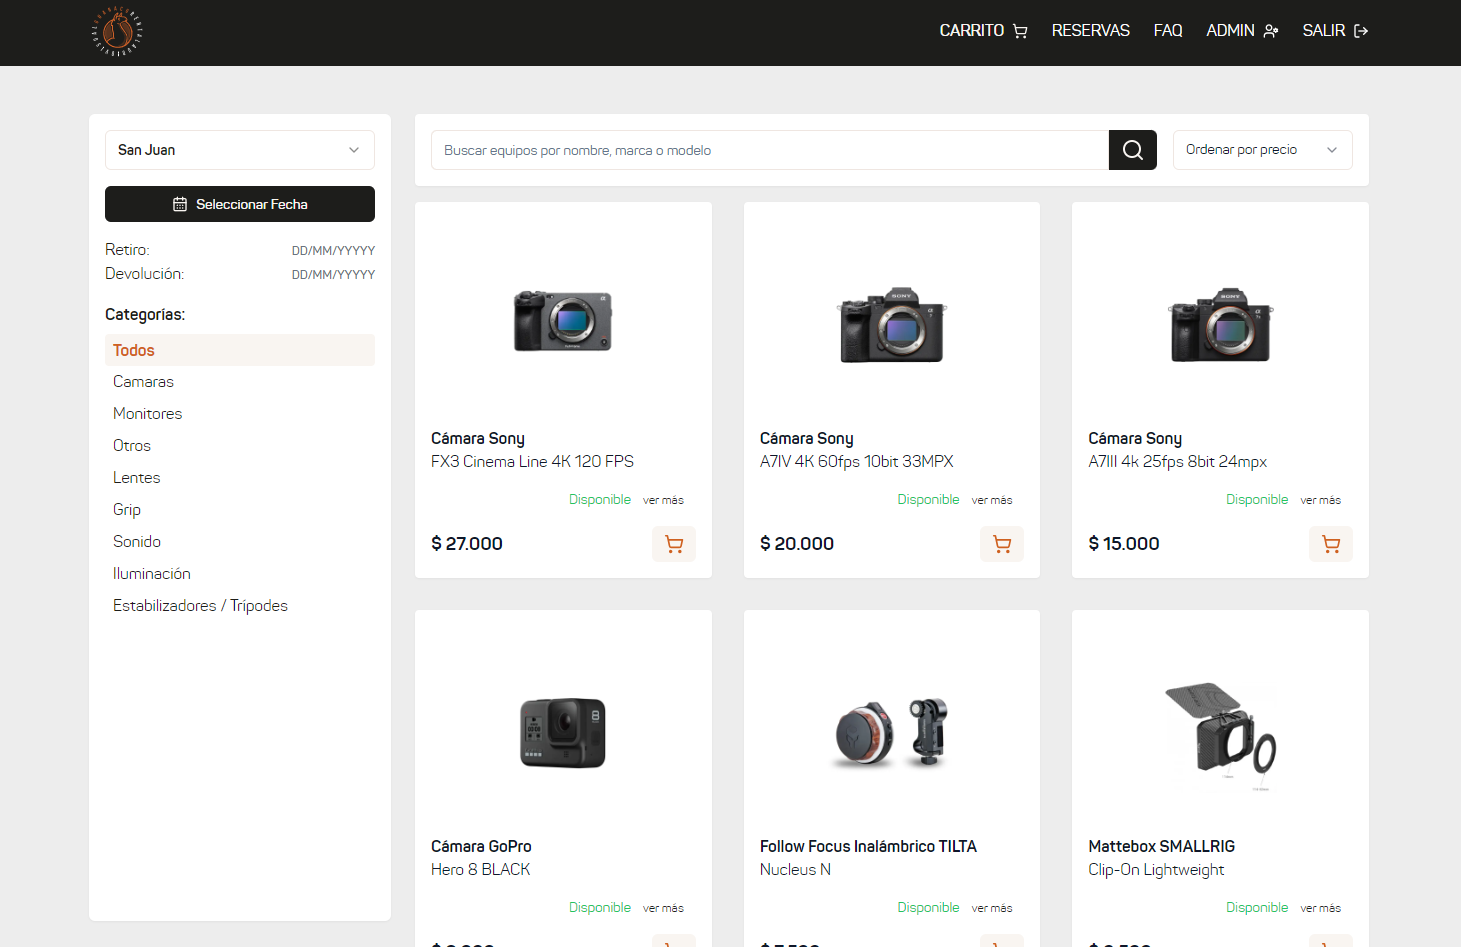 CARRITO RESERVAS FAQ ADMIN SALIR
San Juan
Seleccionar Fecha
Retiro: DD/MM/YYYYY
Devolución: DD/MM/YYYYY
Categorías:
Todos
Camaras
Monitores
Otros
Lentes
Grip
Sonido
Iluminación
Estabilizadores / Trípodes
Buscar equipos por nombre, marca o modelo
Ordenar por precio
Cámara Sony
FX3 Cinema Line 4K 120 FPS
Disponible ver más
$ 27.000
Cámara Sony
A7IV 4K 60fps 10bit 33MPX
Disponible ver más
$ 20.000
Cámara Sony
A7III 4k 25fps 8bit 24mpx
Disponible ver más
$ 15.000
Cámara GoPro
Hero 8 BLACK
Disponible ver más
Follow Focus Inalámbrico TILTA
Nucleus N
Disponible ver más
Mattebox SMALLRIG
Clip-On Lightweight
Disponible ver más